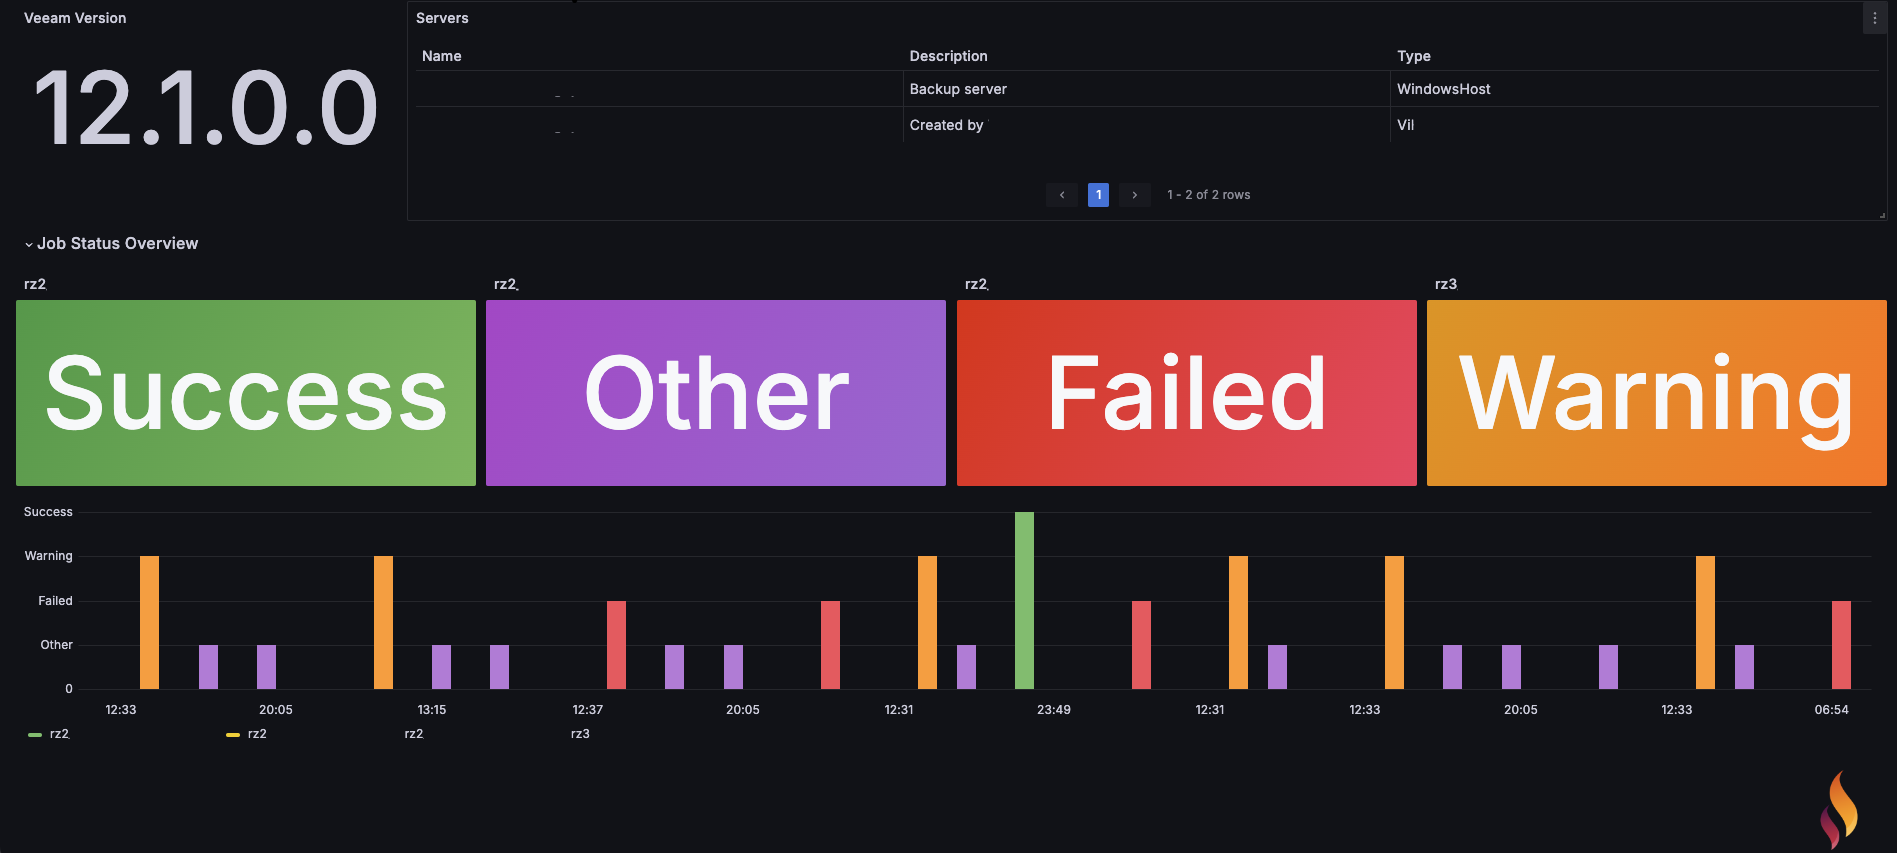 Veeam Version
12.1.0.0
Servers
Name Description Type
Backup server WindowsHost
Created by Vil
1
1 - 2 of 2 rows
Job Status Overview
rz2 rz2 rz2 rz3
Success Other Failed Warning
Success
Warning
Failed
Other
0
12:33 20:05 13:15 12:37 20:05 12:31 23:49 12:31 12:33 20:05 12:33 06:54
rz2 rz2 rz2 rz3